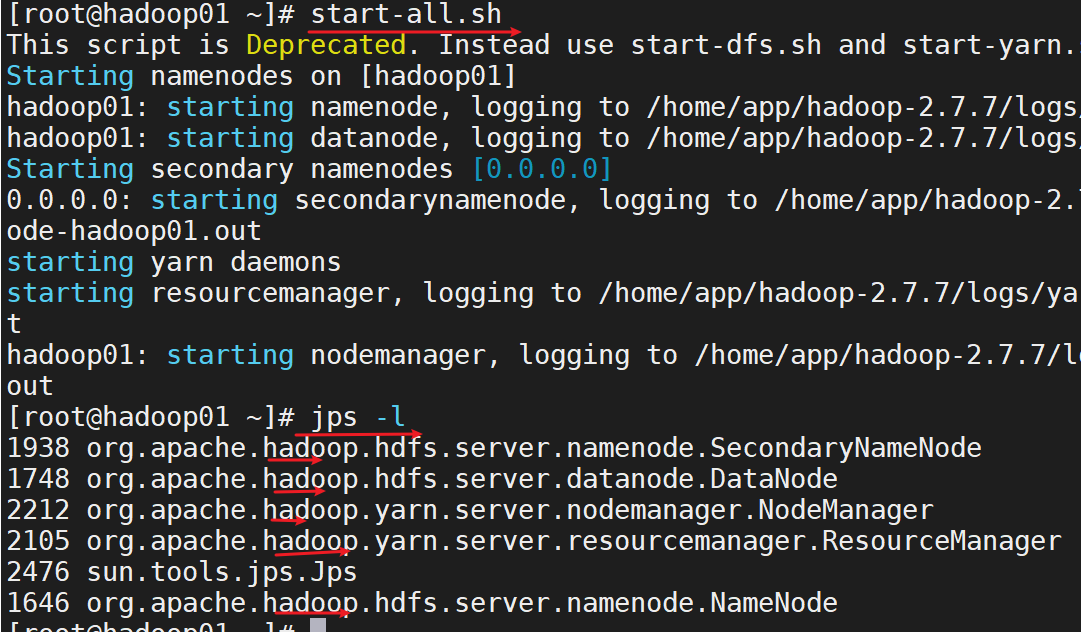 [root@hadoop01 ~]# start-all.sh
This script is Deprecated. Instead use start-dfs.sh and start-yarn.
Starting namenodes on [hadoop01]
hadoop01: starting namenode, logging to /home/app/hadoop-2.7.7/logs/
hadoop01: starting datanode, logging to /home/app/hadoop-2.7.7/logs/
Starting secondary namenodes [0.0.0.0]
0.0.0.0: starting secondarynamenode, logging to /home/app/hadoop-2.
ode-hadoop01.out
starting yarn daemons
starting resourcemanager, logging to /home/app/hadoop-2.7.7/logs/ya
t
hadoop01: starting nodemanager, logging to /home/app/hadoop-2.7.7/l
out
[root@hadoop01 ~]# jps -l
1938 org.apache.hadoop.hdfs.server.namenode.SecondaryNameNode
1748 org.apache.hadoop.hdfs.server.datanode.DataNode
2212 org.apache.hadoop.yarn.server.nodemanager.NodeManager
2105 org.apache.hadoop.yarn.server.resourcemanager.ResourceManager
2476 sun.tools.jps.Jps
1646 org.apache.hadoop.hdfs.server.namenode.NameNode
[root@hadoop01 ~]#